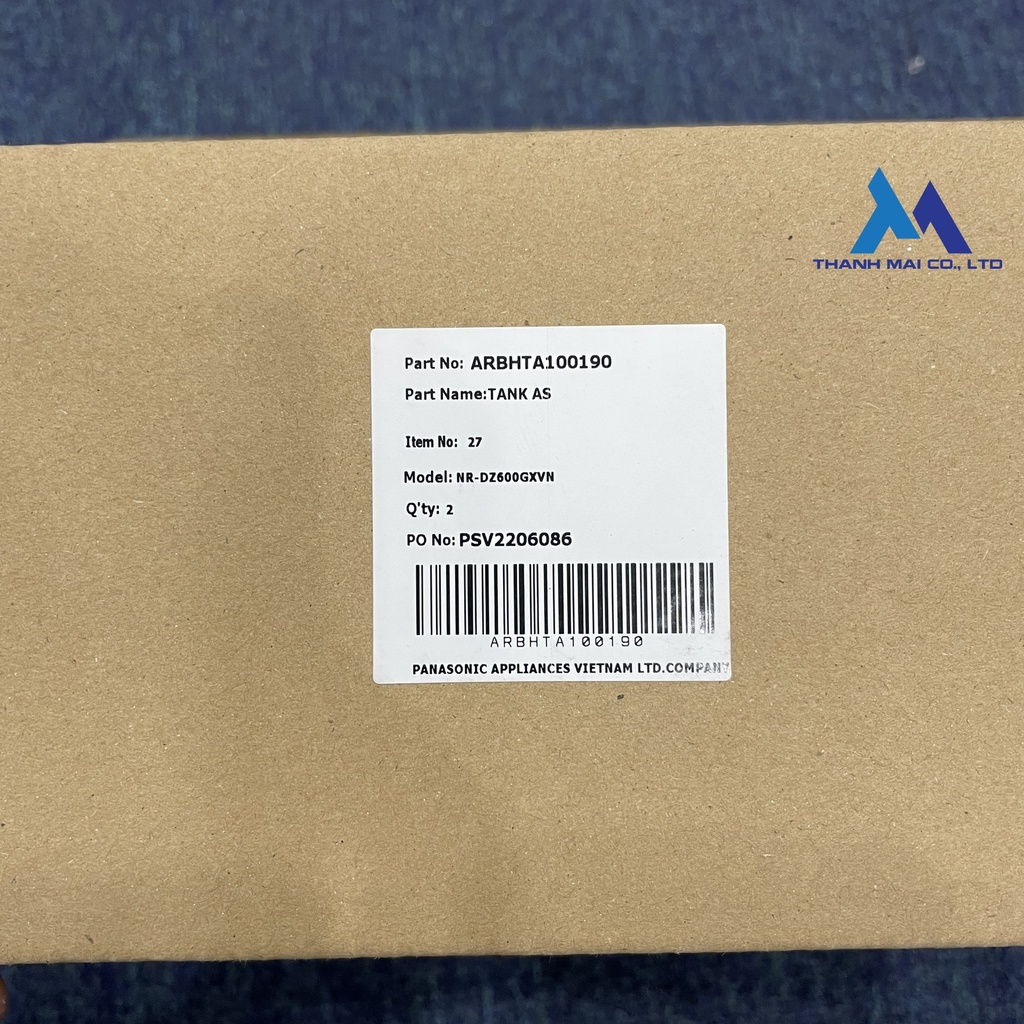 THANH MAI CO., LTD
Part No: ARBHTA100190
Part Name:TANK AS
Item No: 27
Model: NR-DZ600GXVN
Q'ty: 2
PO No: PSV2206086
ARBHTA100190
PANASONIC APPLIANCES VIETNAM LTD.COMPANY